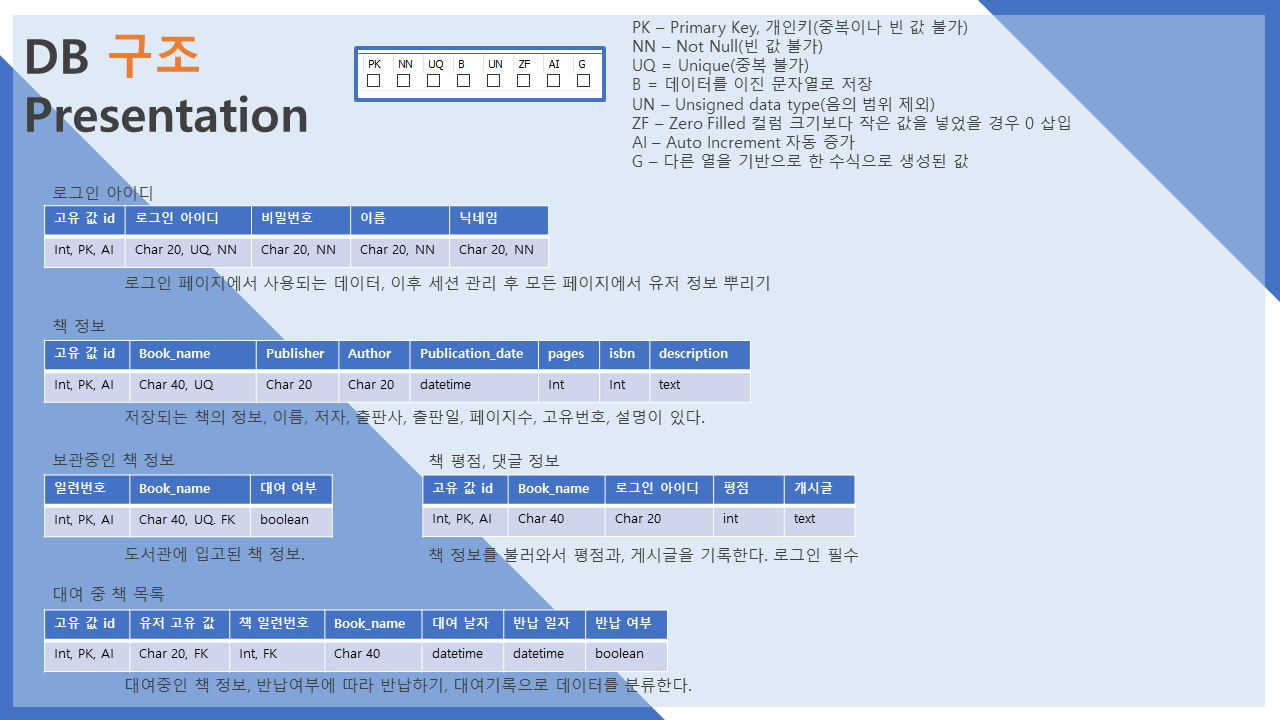 DB 구조
Presentation
PK NN UQ B UN ZF AI G
PK – Primary Key, 개인키(중복이나 빈 값 불가)
NN – Not Null(빈 값 불가)
UQ = Unique(중복 불가)
B = 데이터를 이진 문자열로 저장
UN – Unsigned data type(음의 범위 제외)
ZF – Zero Filled 컬럼 크기보다 작은 값을 넣었을 경우 0 삽입
AI – Auto Increment 자동 증가
G – 다른 열을 기반으로 한 수식으로 생성된 값
로그인 아이디
고유 값 id 로그인 아이디 비밀번호 이름 닉네임
Int, PK, AI Char 20, UQ, NN Char 20, NN Char 20, NN Char 20, NN
로그인 페이지에서 사용되는 데이터, 이후 세션 관리 후 모든 페이지에서 유저 정보 뿌리기
책 정보
고유 값 id Book_name Publisher Author Publication_date pages isbn description
Int, PK, AI Char 40, UQ Char 20 Char 20 datetime Int Int text
저장되는 책의 정보, 이름, 저자, 출판사, 출판일, 페이지수, 고유번호, 설명이 있다.
보관중인 책 정보
일련번호 Book_name 대여 여부
Int, PK, AI Char 40, UQ. FK boolean
도서관에 입고된 책 정보.
책 평점, 댓글 정보
고유 값 id Book_name 로그인 아이디 평점 개시글
Int, PK, AI Char 40 Char 20 int text
책 정보를 불러와서 평점과, 게시글을 기록한다. 로그인 필수
대여 중 책 목록
고유 값 id 유저 고유 값 책 일련번호 Book_name 대여 날자 반납 일자 반납 여부
Int, PK, AI Char 20, FK Int, FK Char 40 datetime datetime boolean
대여중인 책 정보, 반납여부에 따라 반납하기, 대여기록으로 데이터를 분류한다.